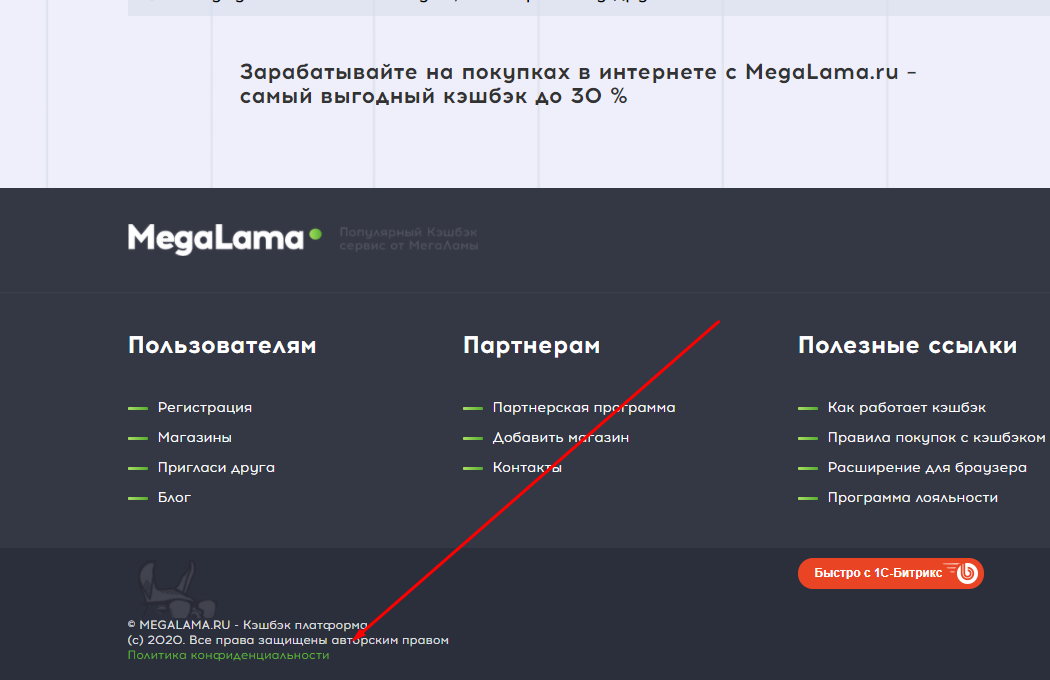 Зарабатывайте на покупках в интернете с MegaLama.ru –
самый выгодный кэшбэк до 30 %
MegaLama
Популярный Кэшбэк
сервис от МегаЛамы
Пользователям
Регистрация
Магазины
Пригласи друга
Блог
Партнерам
Партнерская программа
Добавить магазин
Контакты
Полезные ссылки
Как работает кэшбэк
Правила покупок с кэшбэком
Расширение для браузера
Программа лояльности
© MEGALAMA.RU - Кэшбэк платформа
(c) 2020. Все права защищены авторским правом
Политика конфиденциальности
Быстро с 1С-Битрикс